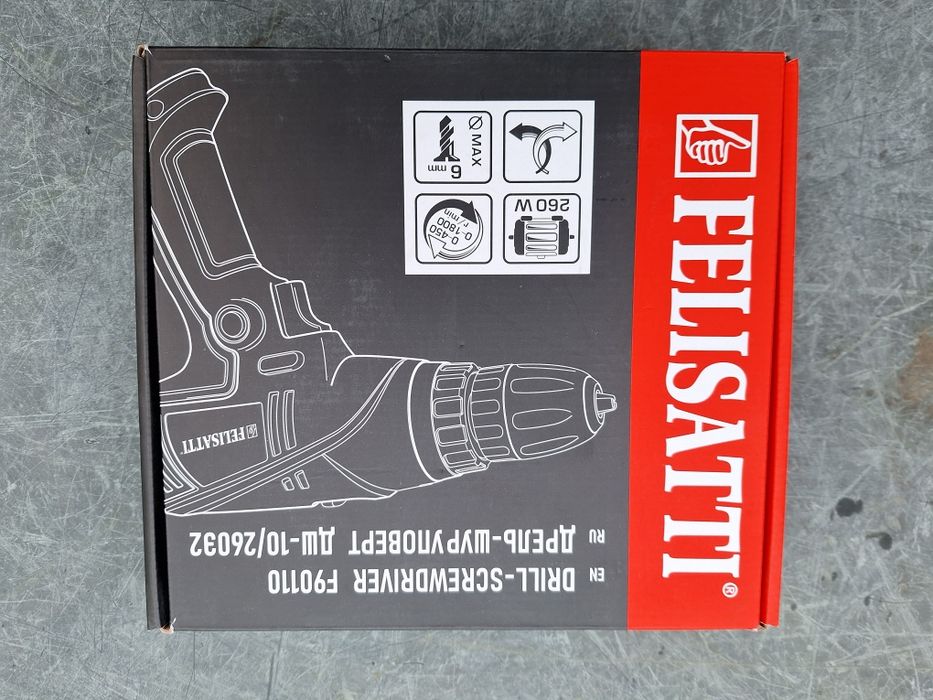 FELISATTI®
Ø MAX
6 mm
260 W
0-450
0-1800
r/min
FELISATTI
EN DRILL-SCREWDRIVER F90110
RU ДРЕЛЬ-ШУРУПОВЕРТ ДШ-10/260Э2